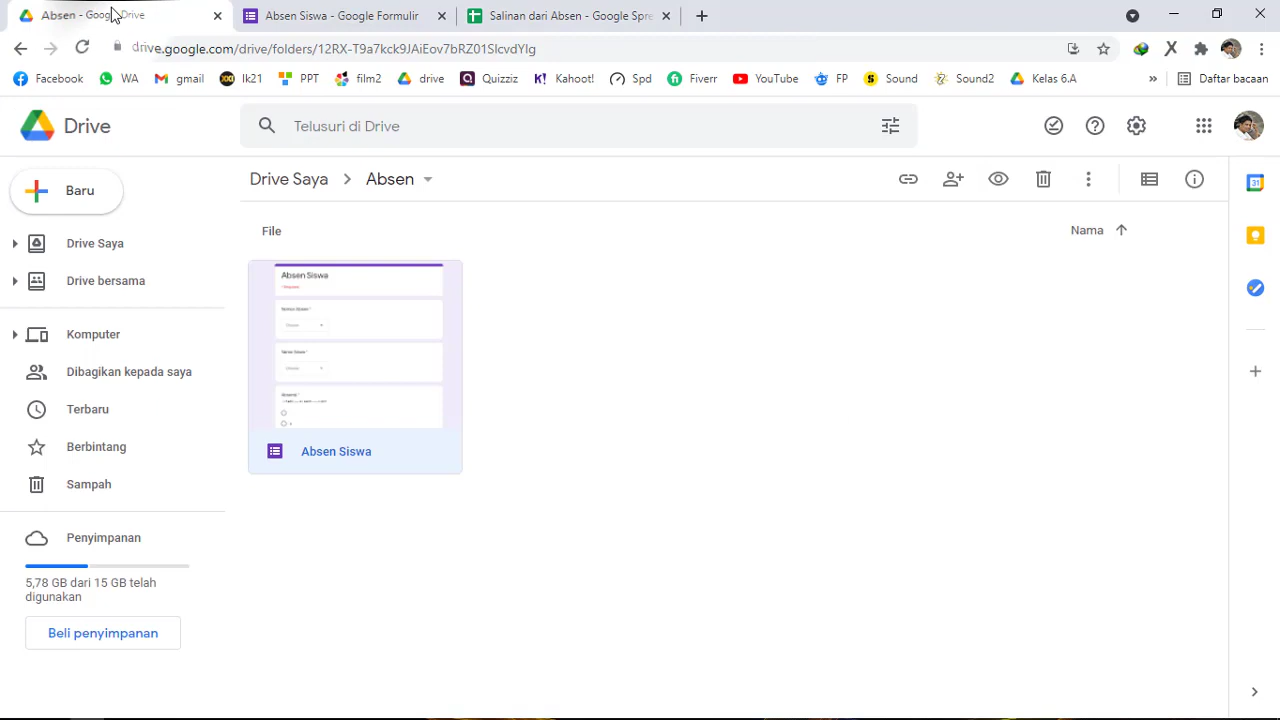 Absen - Google Drive
Absen Siswa - Google Formulir
Salinan dari Absen - Google Spre
drive.google.com/drive/folders/12RX-T9a7kck9JAiEov7bRZ01SlcvdYlg
Facebook WA gmail lk21 PPT film2 drive Quizziz Kahoot! Spd Fiverr YouTube FP Sound Sound2 Kelas 6.A » Daftar bacaan
Drive
Telusuri di Drive
Baru
Drive Saya
Drive bersama
Komputer
Dibagikan kepada saya
Terbaru
Berbintang
Sampah
Penyimpanan
5,78 GB dari 15 GB telah
digunakan
Beli penyimpanan
Drive Saya > Absen
File
Nama
Absen Siswa
Absen Siswa
31